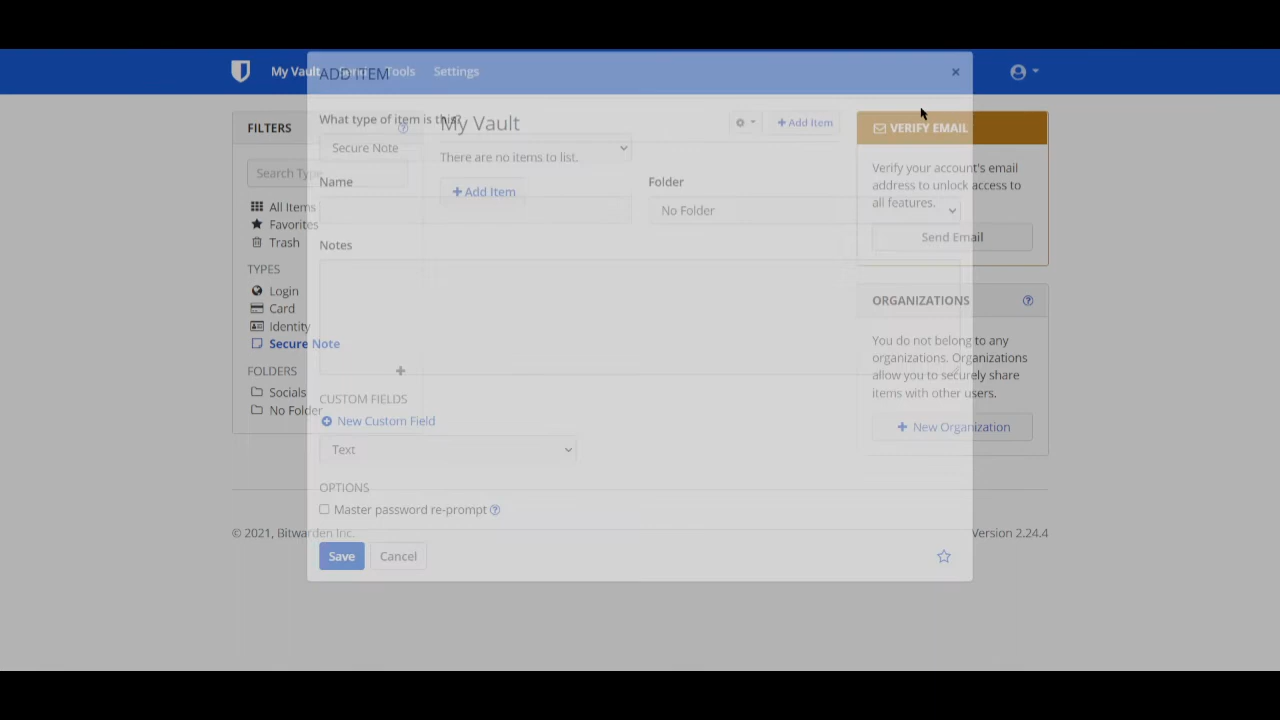 My Vault
Send
Tools
Settings
ADD ITEM
×
FILTERS
Search Type
All Items
Favorites
Trash
TYPES
Login
Card
Identity
Secure Note
FOLDERS
Socials
No Folder
My Vault
+ Add Item
There are no items to list.
+ Add Item
What type of item is this?
Secure Note
Name
Folder
No Folder
Notes
CUSTOM FIELDS
New Custom Field
Text
OPTIONS
Master password re-prompt
Save
Cancel
VERIFY EMAIL
Verify your account's email
address to unlock access to
all features.
Send Email
ORGANIZATIONS
You do not belong to any
organizations. Organizations
allow you to securely share
items with other users.
+ New Organization
© 2021, Bitwarden Inc.
Version 2.24.4